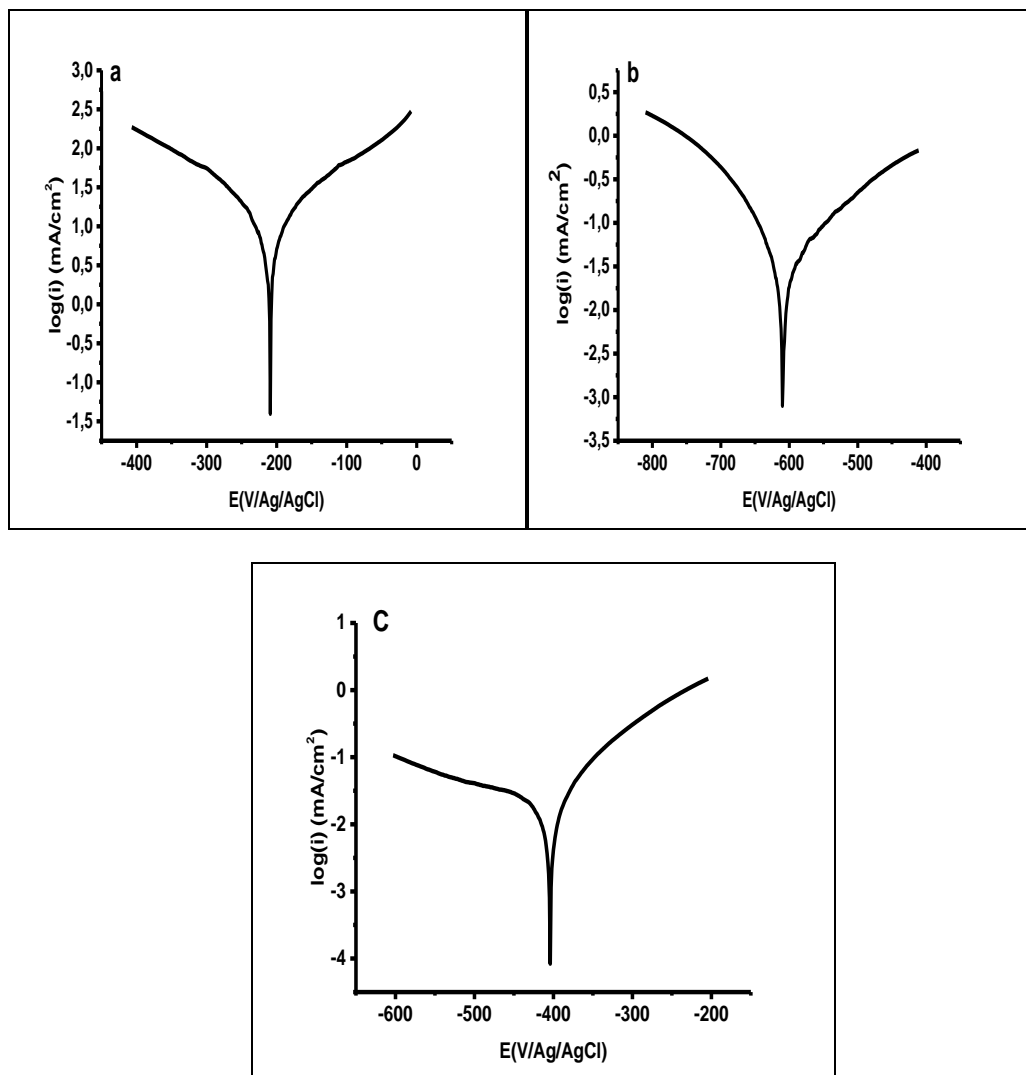 a
3,0
2,5
2,0
1,5
1,0
0,5
0,0
-0,5
-1,0
-1,5
log(i) (mA/cm²)
-400 -300 -200 -100 0
E(V/Ag/AgCl)
b
0,5
0,0
-0,5
-1,0
-1,5
-2,0
-2,5
-3,0
-3,5
log(i) (mA/cm²)
-800 -700 -600 -500 -400
E(V/Ag/AgCl)
C
1
0
-1
-2
-3
-4
log(i) (mA/cm²)
-600 -500 -400 -300 -200
E(V/Ag/AgCl)